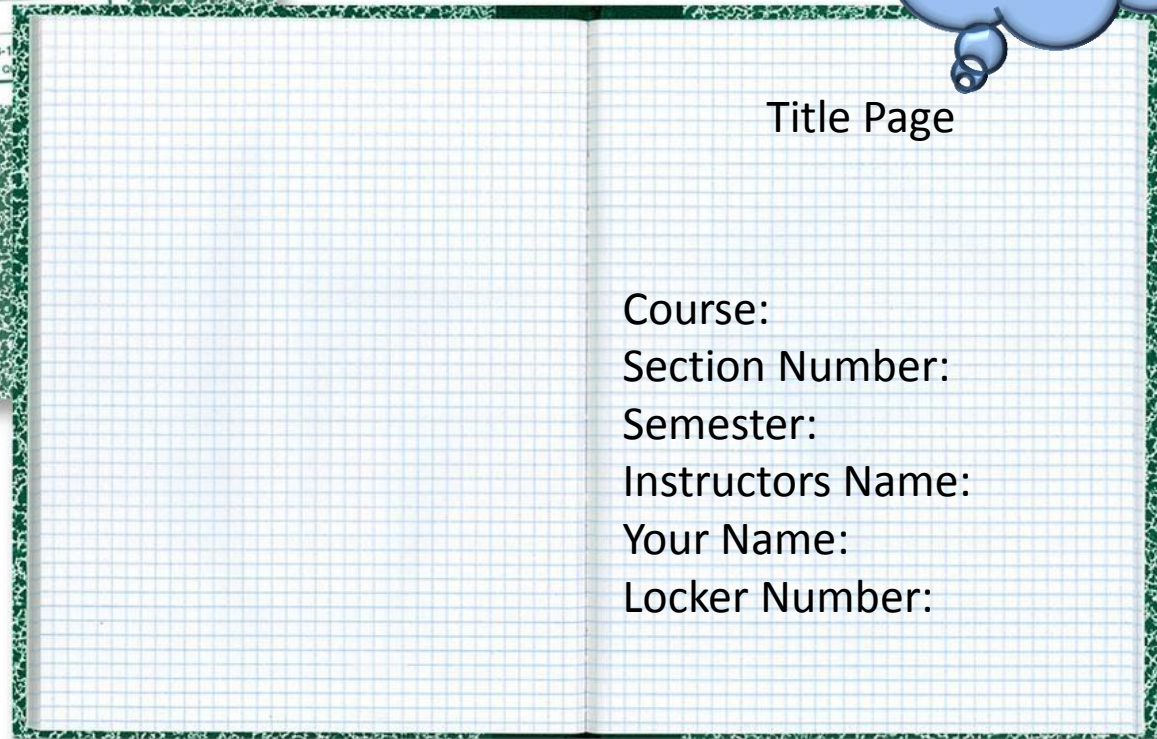 Title Page
Course:
Section Number:
Semester:
Instructors Name:
Your Name:
Locker Number: